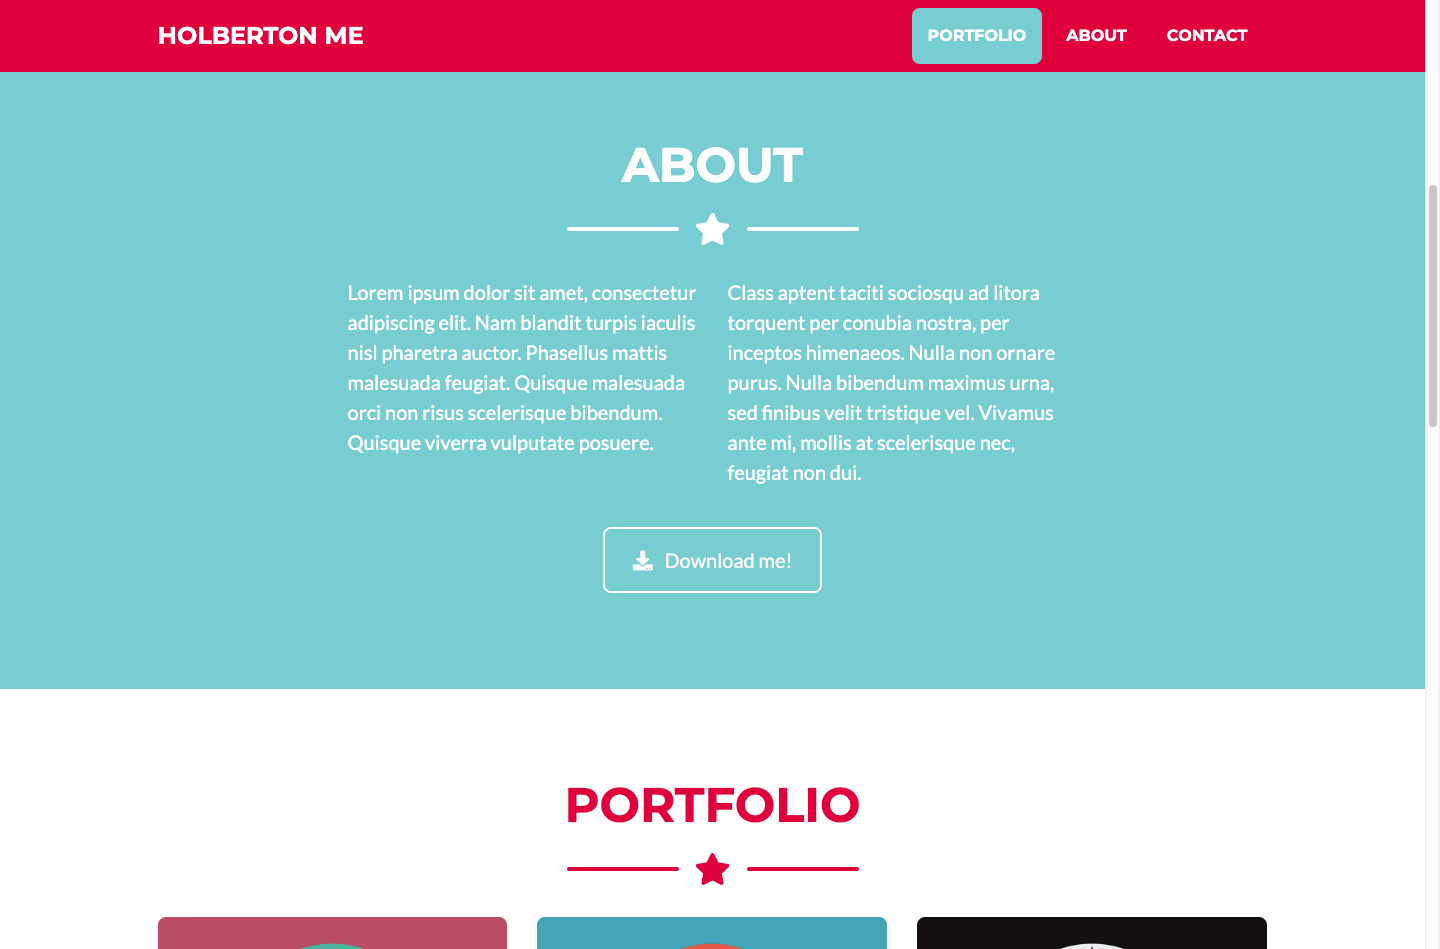 HOLBERTON ME
PORTFOLIO ABOUT CONTACT
ABOUT
Lorem ipsum dolor sit amet, consectetur
adipiscing elit. Nam blandit turpis iaculis
nisl pharetra auctor. Phasellus mattis
malesuada feugiat. Quisque malesuada
orci non risus scelerisque bibendum.
Quisque viverra vulputate posuere.
Class aptent taciti sociosqu ad litora
torquent per conubia nostra, per
inceptos himenaeos. Nulla non ornare
purus. Nulla bibendum maximus urna,
sed finibus velit tristique vel. Vivamus
ante mi, mollis at scelerisque nec,
feugiat non dui.
Download me!
PORTFOLIO